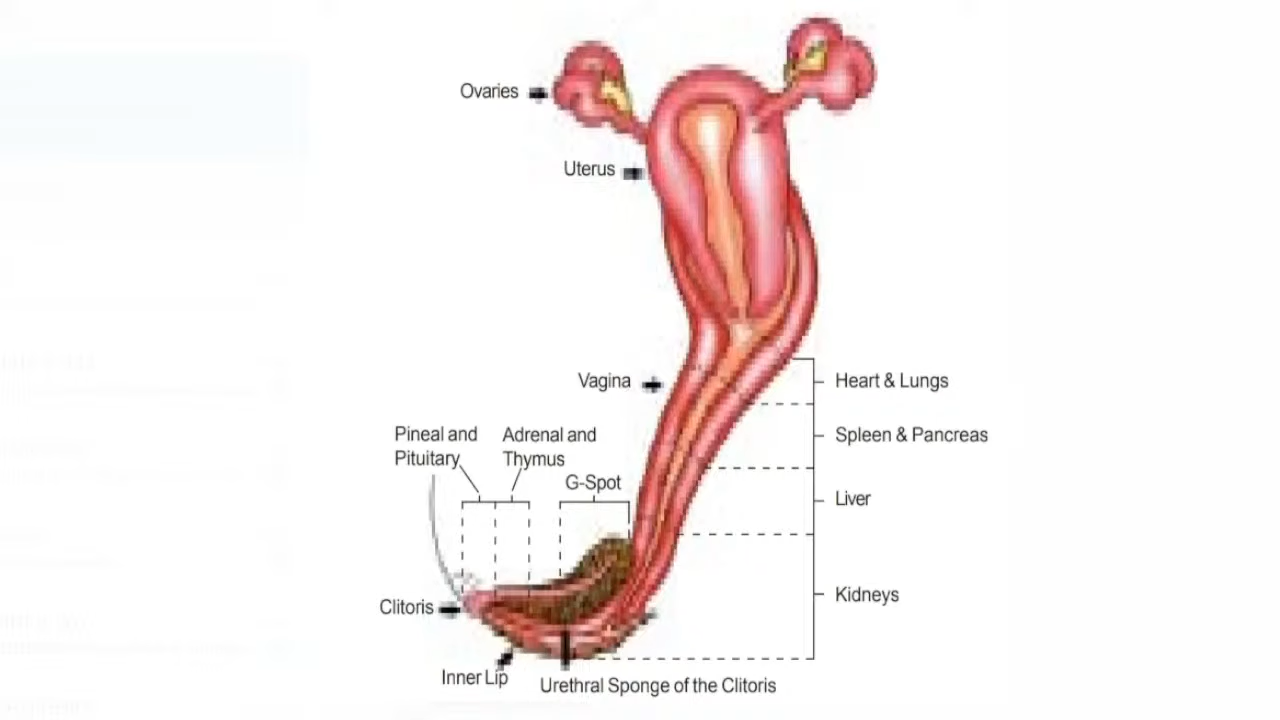 Ovaries
Uterus
Vagina
Heart & Lungs
Spleen & Pancreas
Pineal and
Pituitary
Adrenal and
Thymus
G-Spot
Liver
Kidneys
Clitoris
Inner Lip
Urethral Sponge of the Clitoris